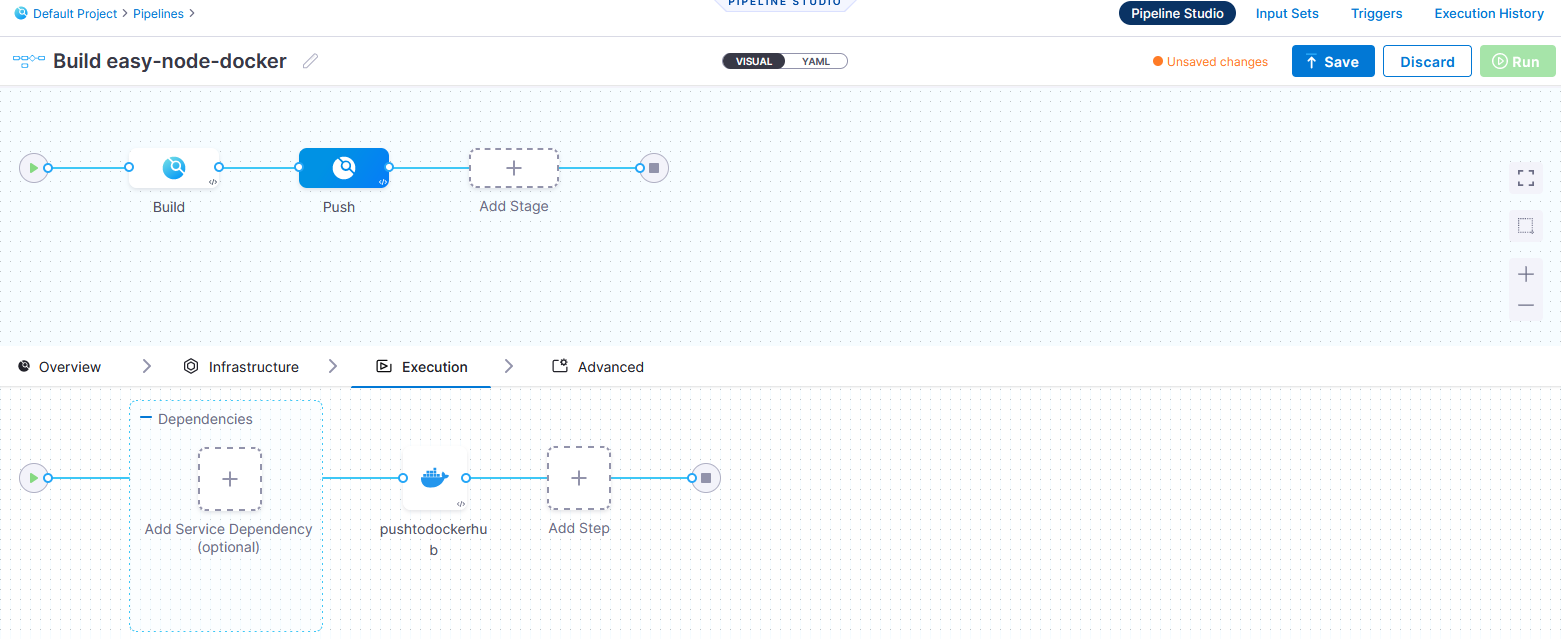 PIPELINE STUDIO
Default Project > Pipelines >
Pipeline Studio
Input Sets
Triggers
Execution History
Build easy-node-docker
VISUAL
YAML
Unsaved changes
Save
Discard
Run
Build
Push
Add Stage
Overview
Infrastructure
Execution
Advanced
Dependencies
Add Service Dependency
(optional)
pushtodockerhu
b
Add Step